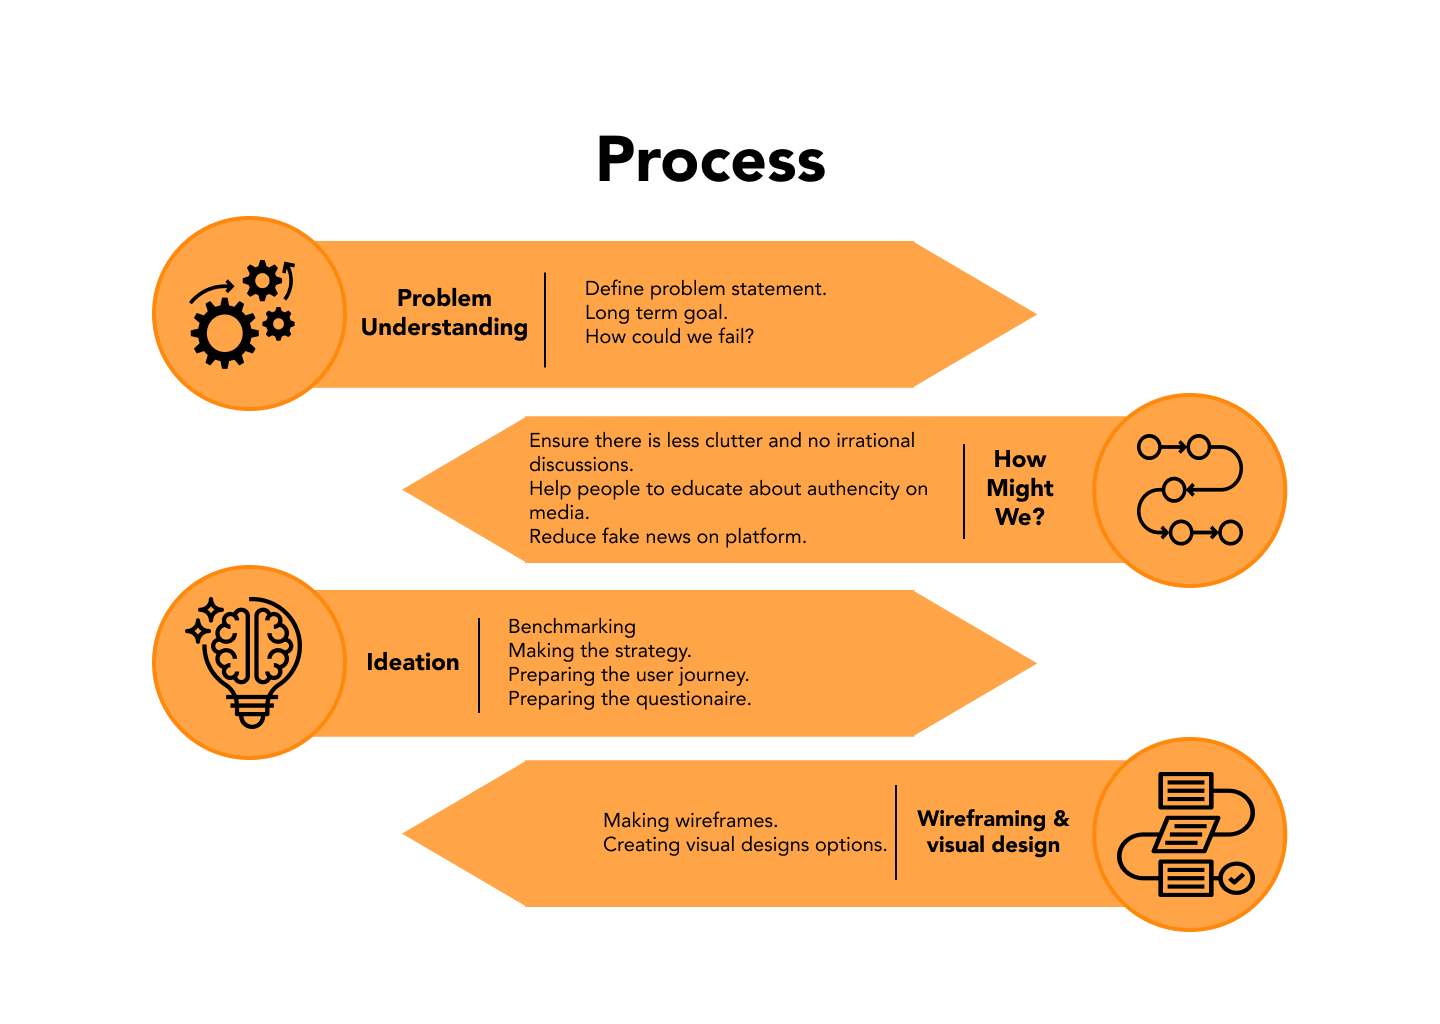 Process
Problem
Understanding
Define problem statement.
Long term goal.
How could we fail?
Ensure there is less clutter and no irrational
discussions.
Help people to educate about authencity on
media.
Reduce fake news on platform.
How
Might
We?
Ideation
Benchmarking
Making the strategy.
Preparing the user journey.
Preparing the questionaire.
Making wireframes.
Creating visual designs options.
Wireframing &
visual design